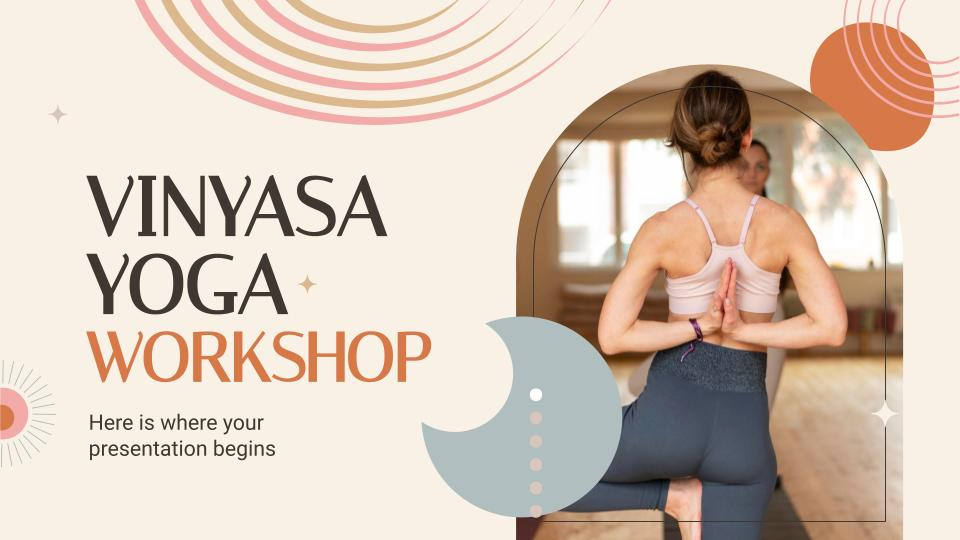 VINYASA
YOGA
WORKSHOP
Here is where your
presentation begins